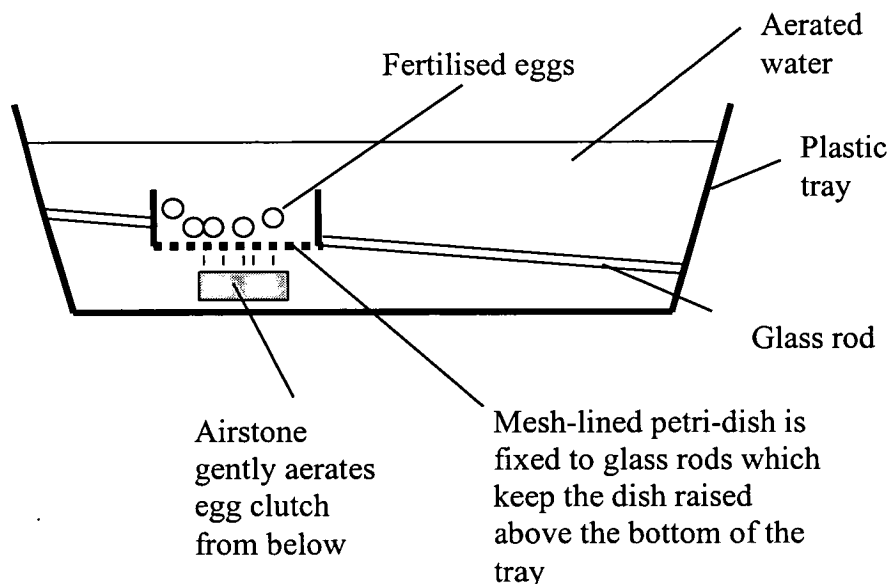 Aerated
water
Fertilised eggs
Plastic
tray
Glass rod
Airstone
gently aerates
egg clutch
from below
Mesh-lined petri-dish is
fixed to glass rods which
keep the dish raised
above the bottom of the
tray